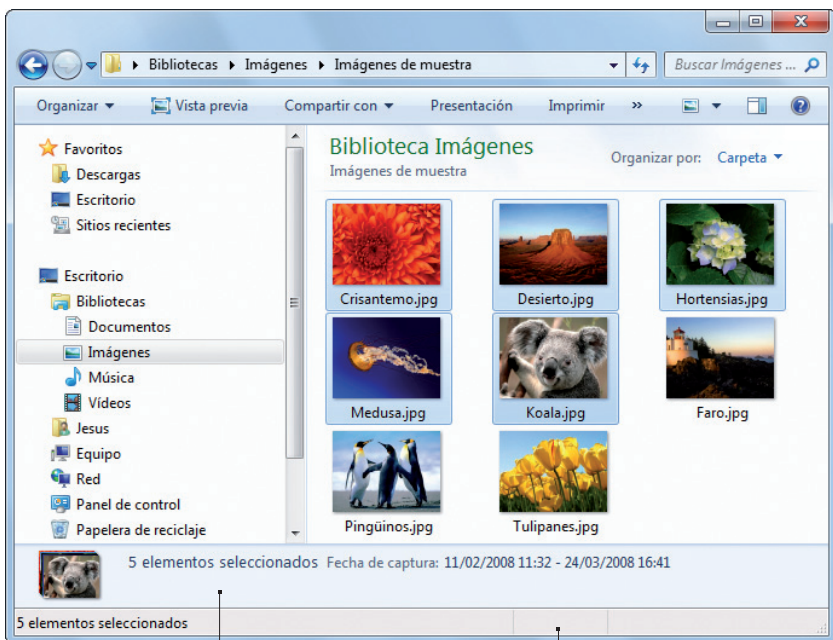 Bibliotecas Imágenes Imágenes de muestra Buscar Imágenes ...
Organizar Vista previa Compartir con Presentación Imprimir »
Favoritos
Descargas
Escritorio
Sitios recientes
Escritorio
Bibliotecas
Documentos
Imágenes
Música
Vídeos
Jesus
Equipo
Red
Panel de control
Papelera de reciclaje
Biblioteca Imágenes
Imágenes de muestra
Organizar por: Carpeta
Crisantemo.jpg Desierto.jpg Hortensias.jpg
Medusa.jpg Koala.jpg Faro.jpg
Pingüinos.jpg Tulipanes.jpg
5 elementos seleccionados Fecha de captura: 11/02/2008 11:32 - 24/03/2008 16:41
5 elementos seleccionados